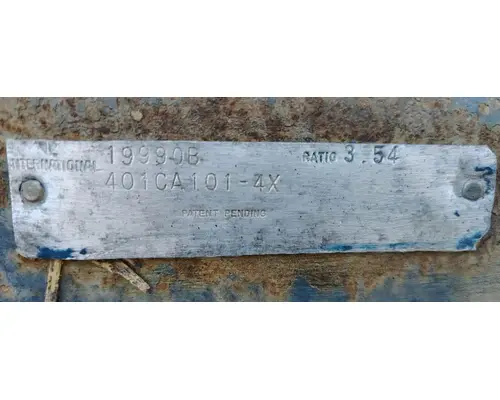 INTERNATIONAL 19990B RATIO 3.54
401CA101-4X
PATENT PENDING